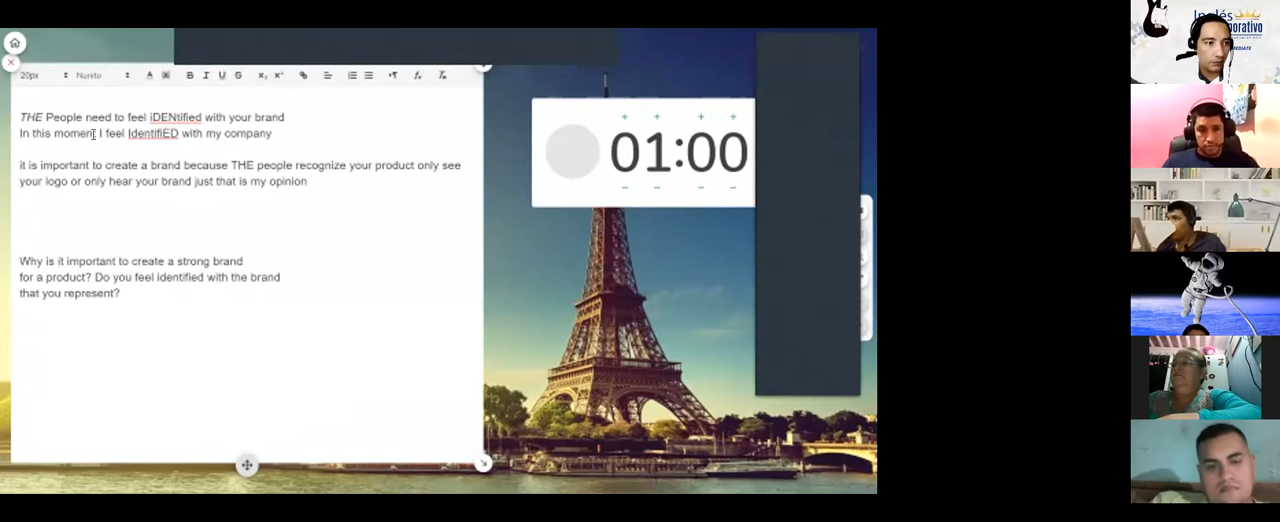 Inglés
orativo
MEDIATE
20px
Nunito
THE People need to feel iDENtified with your brand
In this moment I feel IdentifiED with my company
it is important to create a brand because THE people recognize your product only see
your logo or only hear your brand just that is my opinion
01:00
Why is it important to create a strong brand
for a product? Do you feel identified with the brand
that you represent?